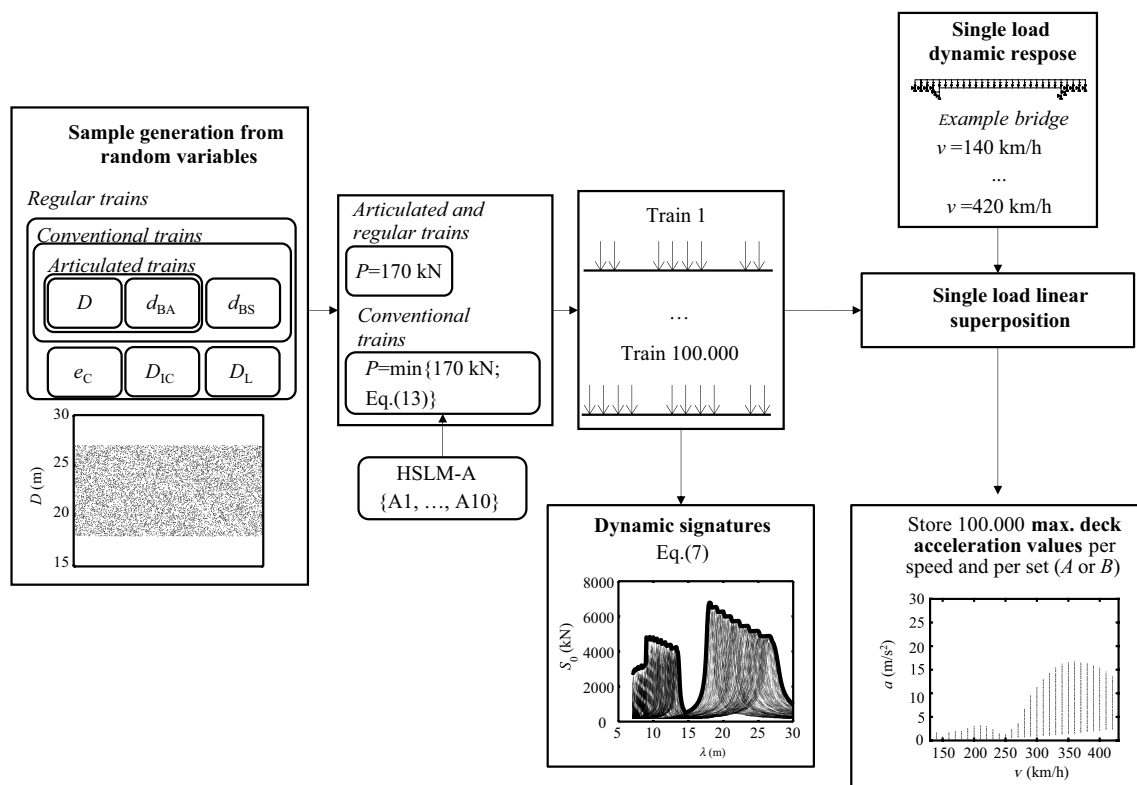 Sample generation from
random variables
Regular trains
Conventional trains
Articulated trains
D
d_BA
d_BS
e_C
D_IC
D_L
30
25
20
15
D (m)
Articulated and
regular trains
P=170 kN
Conventional
trains
P=min{170 kN;
Eq.(13)}
HSLM-A
{A1, …, A10}
Train 1
…
Train 100.000
Single load
dynamic respose
Example bridge
v =140 km/h
...
v =420 km/h
Single load linear
superposition
Dynamic signatures
Eq.(7)
8000
6000
4000
2000
0
S_0 (kN)
5 10 15 20 25 30
λ (m)
Store 100.000 max. deck
acceleration values per
speed and per set (A or B)
30
25
20
15
10
5
0
a (m/s²)
150 200 250 300 350 400
v (km/h)